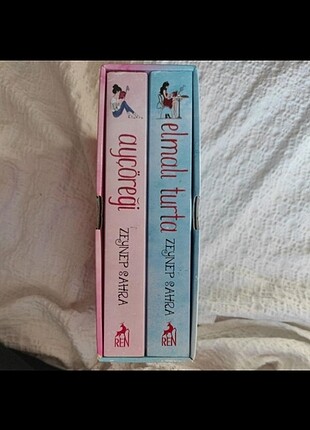 ayçöreği
ZEYNEP SAHRA
REN
elmalı turta
ZEYNEP SAHRA
REN